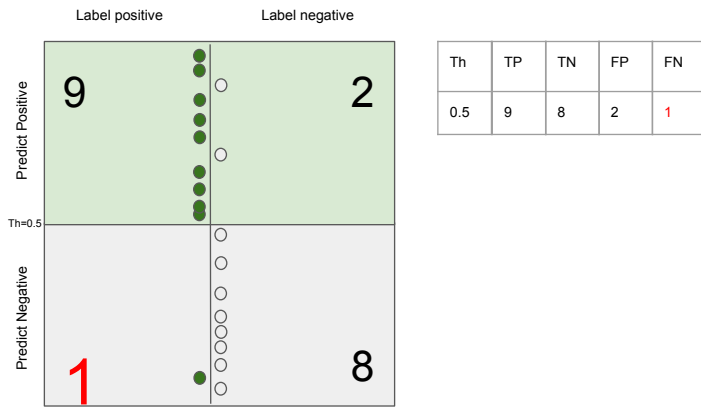 Label positive Label negative
Predict Positive
9 2
Th=0.5
Predict Negative
1 8
Th TP TN FP FN
0.5 9 8 2 1